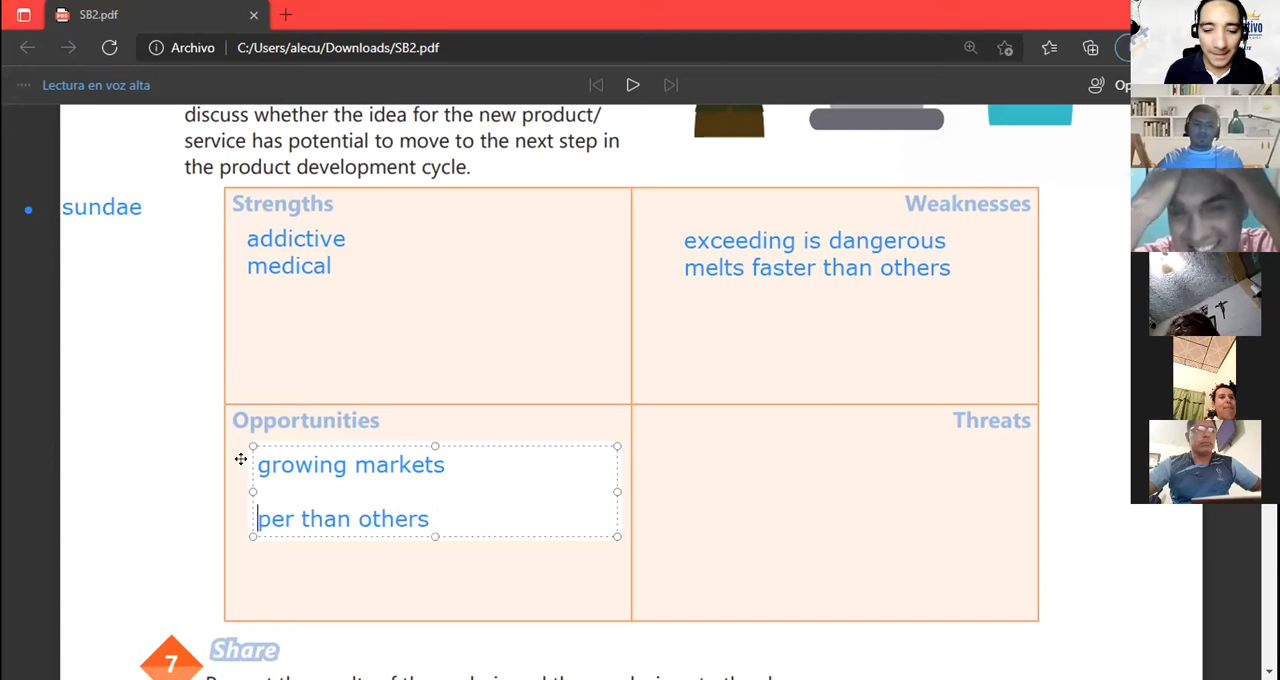 SB2.pdf
Archivo
C:/Users/alecu/Downloads/SB2.pdf
Lectura en voz alta
Op
discuss whether the idea for the new product/
service has potential to move to the next step in
the product development cycle.
sundae
Strengths
addictive
medical
Weaknesses
exceeding is dangerous
melts faster than others
Opportunities
growing markets
per than others
Threats
7
Share